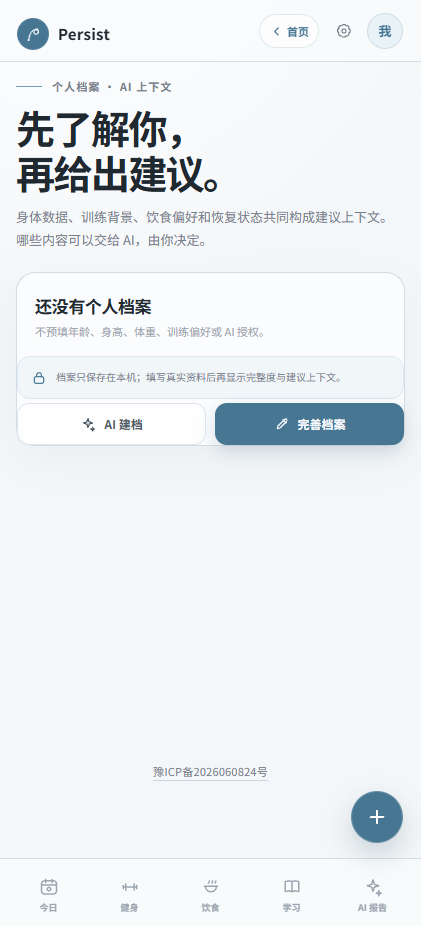 Persist
首页
我
个人档案 · AI 上下文
先了解你，
再给出建议。
身体数据、训练背景、饮食偏好和恢复状态共同构成建议上下文。
哪些内容可以交给 AI，由你决定。
还没有个人档案
不预填年龄、身高、体重、训练偏好或 AI 授权。
档案只保存在本机；填写真实资料后再显示完整度与建议上下文。
AI 建档
完善档案
豫ICP备2026060824号
今日
健身
饮食
学习
AI 报告